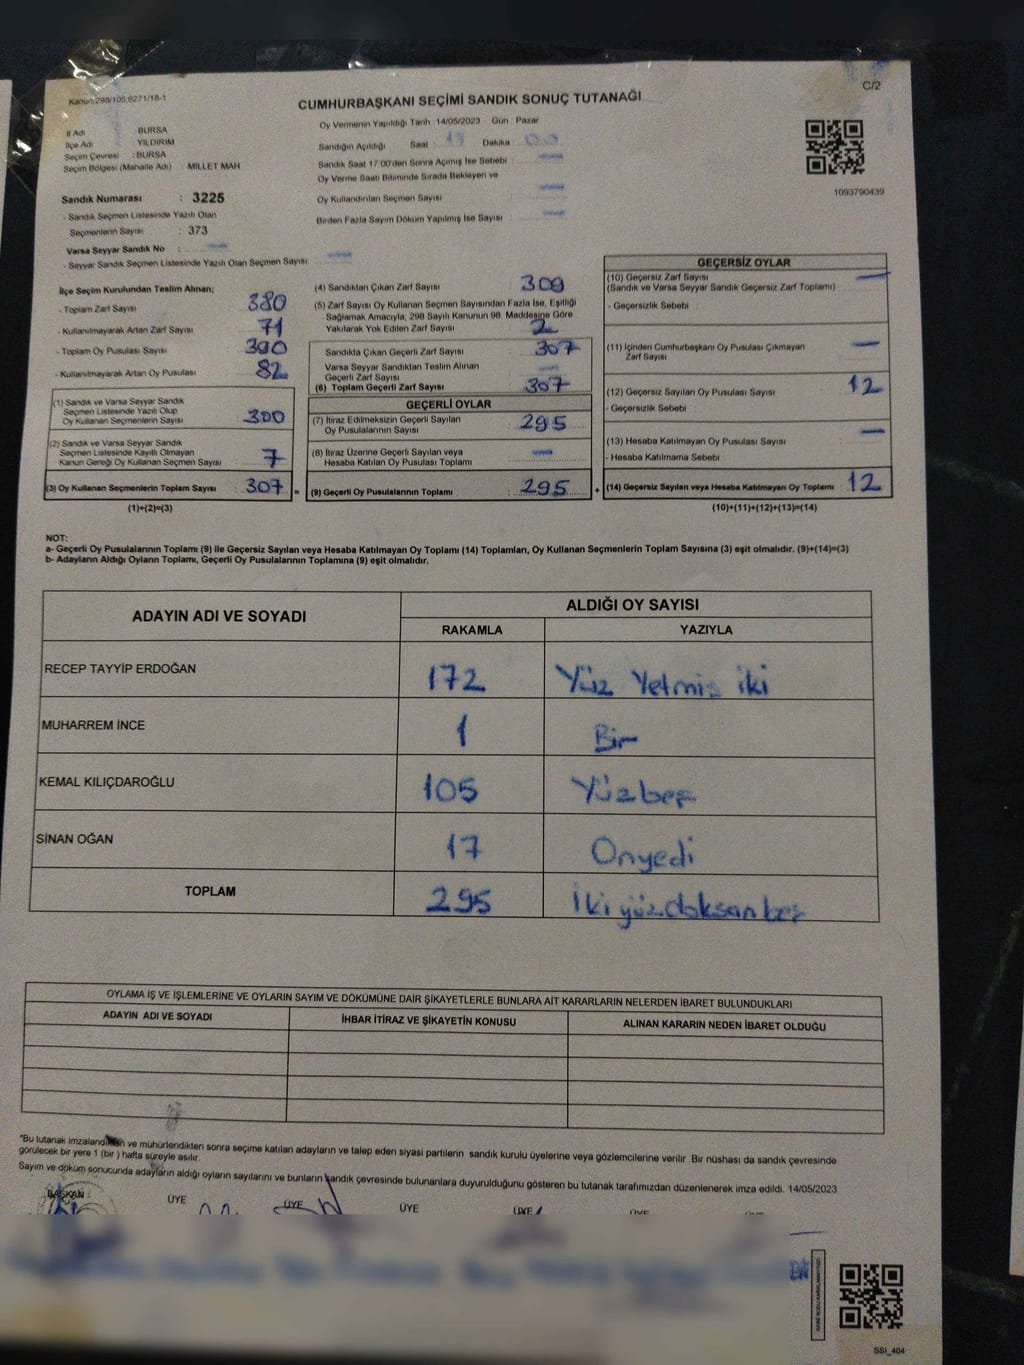 Kanun:298/105,6271/18-1
C/2
CUMHURBAŞKANI SEÇİMİ SANDIK SONUÇ TUTANAĞI
İl Adı BURSA
İlçe Adı YILDIRIM
Seçim Çevresi : BURSA
Seçim Bölgesi (Mahalle Adı) MİLLET MAH
Sandık Numarası : 3225
- Sandık Seçmen Listesinde Yazılı Olan
Seçmenlerin Sayısı : 373
Varsa Seyyar Sandık No :
- Seyyar Sandık Seçmen Listesinde Yazılı Olan Seçmen Sayısı:
Oy Vermenin Yapıldığı Tarih : 14/05/2023 Gün : Pazar
Sandığın Açıldığı Saat 17 Dakika 00
Sandık Saat 17 00'den Sonra Açımış İse Sebebi
Oy Verme Saati Bitiminde Sırada Bekleyen ve
Oy Kullandırılan Seçmen Sayısı
Birden Fazla Sayım Döküm Yapılmış İse Sayısı :
1093790439
İlçe Seçim Kurulundan Teslim Alınan;
- Toplam Zarf Sayısı : 380
- Kullanılmayarak Artan Zarf Sayısı : 71
- Toplam Oy Pusulası Sayısı : 390
- Kullanılmayarak Artan Oy Pusulası : 82
(1) Sandık ve Varsa Seyyar Sandık
Seçmen Listesinde Yazılı Olup
Oy Kullanan Seçmenlerin Sayısı : 300
(2) Sandık ve Varsa Seyyar Sandık
Seçmen Listesinde Kayıtlı Olmayan
Kanun Gereği Oy Kullanan Seçmen Sayısı : 7
(3) Oy Kullanan Seçmenlerin Toplam Sayısı : 307
(1)+(2)=(3)
=
(4) Sandıktan Çıkan Zarf Sayısı : 309
(5) Zarf Sayısı Oy Kullanan Seçmen Sayısından Fazla İse, Eşitliği
Sağlamak Amacıyla, 298 Sayılı Kanunun 98. Maddesine Göre
Yakılarak Yok Edilen Zarf Sayısı : 2
Sandıkta Çıkan Geçerli Zarf Sayısı : 307
Varsa Seyyar Sandıktan Teslim Alınan
Geçerli Zarf Sayısı
(6) Toplam Geçerli Zarf Sayısı : 307
GEÇERLİ OYLAR
(7) İtiraz Edilmeksizin Geçerli Sayılan
Oy Pusulalarının Sayısı : 295
(8) İtiraz Üzerine Geçerli Sayılan veya
Hesaba Katılan Oy Pusulası Toplamı
(9) Geçerli Oy Pusulalarının Toplamı : 295
+
GEÇERSİZ OYLAR
(10) Geçersiz Zarf Sayısı
(Sandık ve Varsa Seyyar Sandık Geçersiz Zarf Toplamı) :
- Geçersizlik Sebebi :
(11) İçinden Cumhurbaşkanı Oy Pusulası Çıkmayan
Zarf Sayısı
(12) Geçersiz Sayılan Oy Pusulası Sayısı : 12
- Geçersizlik Sebebi
(13) Hesaba Katılmayan Oy Pusulası Sayısı :
- Hesaba Katılmama Sebebi
(14) Geçersiz Sayılan veya Hesaba Katılmayan Oy Toplamı : 12
(10)+(11)+(12)+(13)=(14)
NOT:
a- Geçerli Oy Pusulalarının Toplamı (9) ile Geçersiz Sayılan veya Hesaba Katılmayan Oy Toplamı (14) Toplamları, Oy Kullanan Seçmenlerin Toplam Sayısına (3) eşit olmalıdır. (9)+(14)=(3)
b- Adayların Aldığı Oyların Toplamı, Geçerli Oy Pusulalarının Toplamına (9) eşit olmalıdır.
ADAYIN ADI VE SOYADI
ALDIĞI OY SAYISI
RAKAMLA YAZIYLA
RECEP TAYYİP ERDOĞAN 172 Yüz Yetmiş iki
MUHARREM İNCE 1 Bir
KEMAL KILIÇDAROĞLU 105 Yüzbeş
SİNAN OĞAN 17 Onyedi
TOPLAM 295 İkiyüzdoksanbeş
OYLAMA İŞ VE İŞLEMLERİNE VE OYLARIN SAYIM VE DÖKÜMÜNE DAİR ŞİKAYETLERLE BUNLARA AİT KARARLARIN NELERDEN İBARET BULUNDUKLARI
ADAYIN ADI VE SOYADI İHBAR İTİRAZ VE ŞİKAYETİN KONUSU ALINAN KARARIN NEDEN İBARET OLDUĞU
*Bu tutanak imzalandıktan ve mühürlendikten sonra seçime katılan adayların ve talep eden siyasi partilerin sandık kurulu üyelerine veya gözlemcilerine verilir. Bir nüshası da sandık çevresinde
görülecek bir yere 1 (bir ) hafta süreyle asılır.
Sayım ve döküm sonucunda adayların aldığı oyların sayılarını ve bunların sandık çevresinde bulunanlara duyurulduğunu gösteren bu tutanak tarafımızdan düzenlenerek imza edildi. 14/05/2023
BAŞKAN ÜYE ÜYE ÜYE ÜYE ÜYE ÜYE
SSI_404